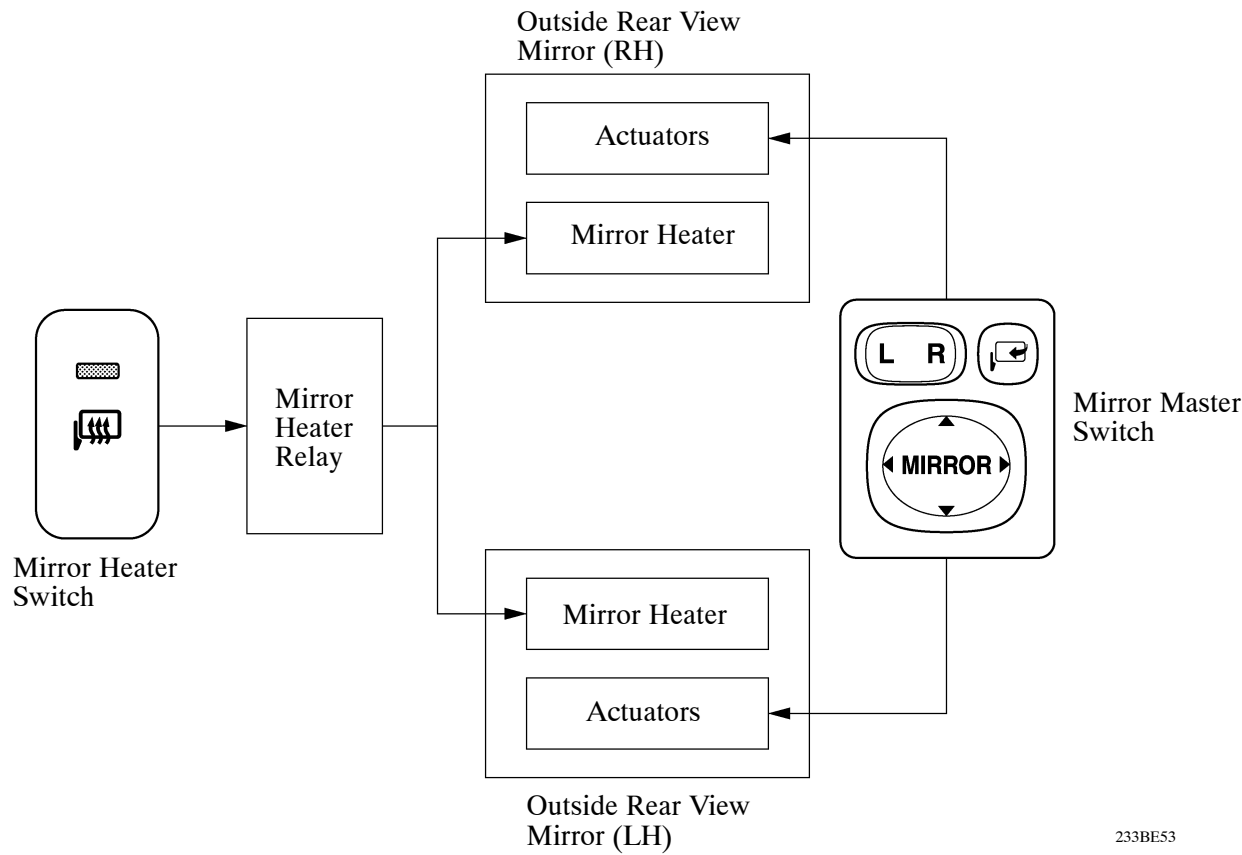 Outside Rear View
Mirror (RH)
Actuators
Mirror Heater
L R
Mirror
Heater
Relay
Mirror Master
Switch
MIRROR
Mirror Heater
Switch
Mirror Heater
Actuators
Outside Rear View
Mirror (LH)
233BE53